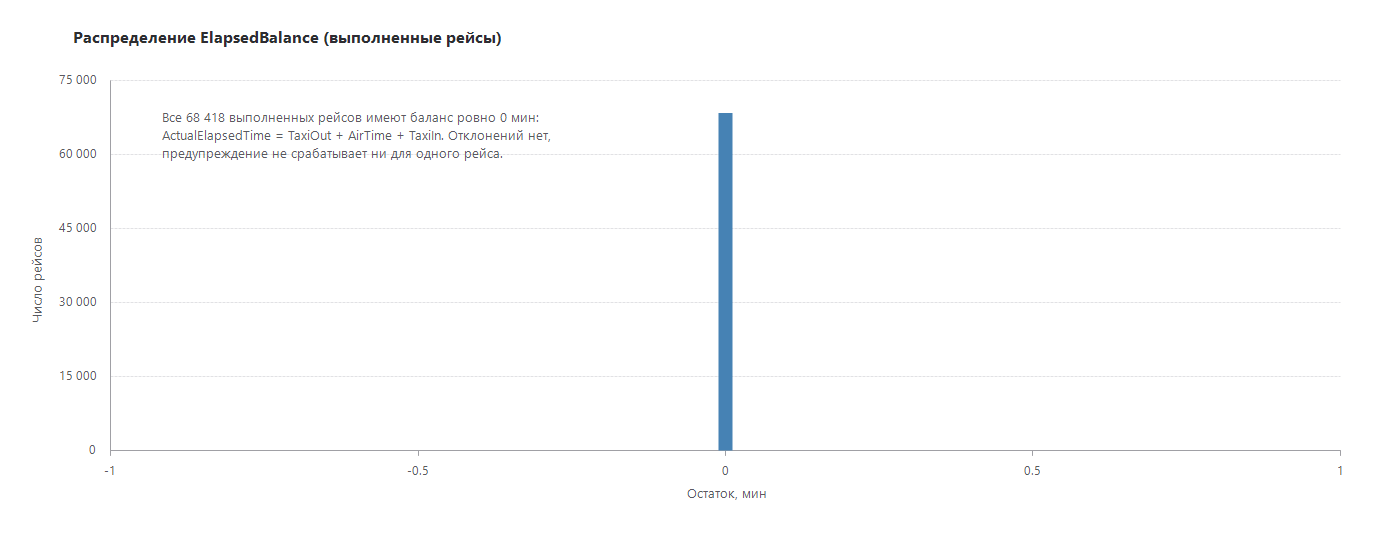 Распределение ElapsedBalance (выполненные рейсы)
75 000
Все 68 418 выполненных рейсов имеют баланс ровно 0 мин:
ActualElapsedTime = TaxiOut + AirTime + TaxiIn. Отклонений нет,
предупреждение не срабатывает ни для одного рейса.
60 000
45 000
Число рейсов
30 000
15 000
0
-1
-0.5
0
0.5
1
Остаток, мин